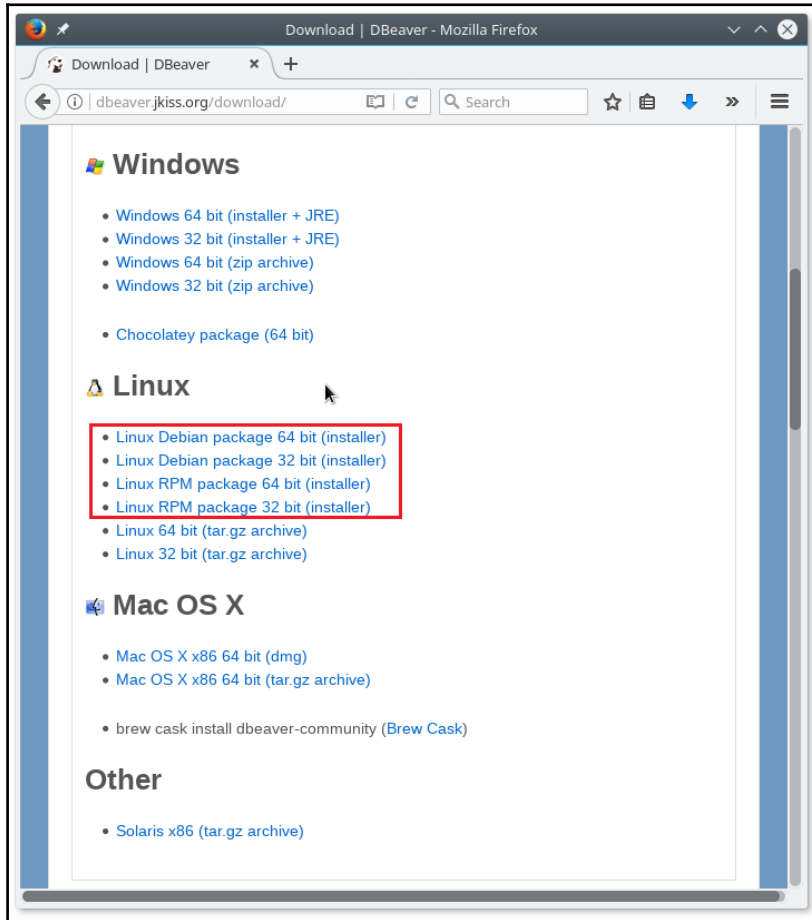 Download | DBeaver - Mozilla Firefox
Download | DBeaver
dbeaver.jkiss.org/download/
Search
Windows
Windows 64 bit (installer + JRE)
Windows 32 bit (installer + JRE)
Windows 64 bit (zip archive)
Windows 32 bit (zip archive)
Chocolatey package (64 bit)
Linux
Linux Debian package 64 bit (installer)
Linux Debian package 32 bit (installer)
Linux RPM package 64 bit (installer)
Linux RPM package 32 bit (installer)
Linux 64 bit (tar.gz archive)
Linux 32 bit (tar.gz archive)
Mac OS X
Mac OS X x86 64 bit (dmg)
Mac OS X x86 64 bit (tar.gz archive)
brew cask install dbeaver-community (Brew Cask)
Other
Solaris x86 (tar.gz archive)